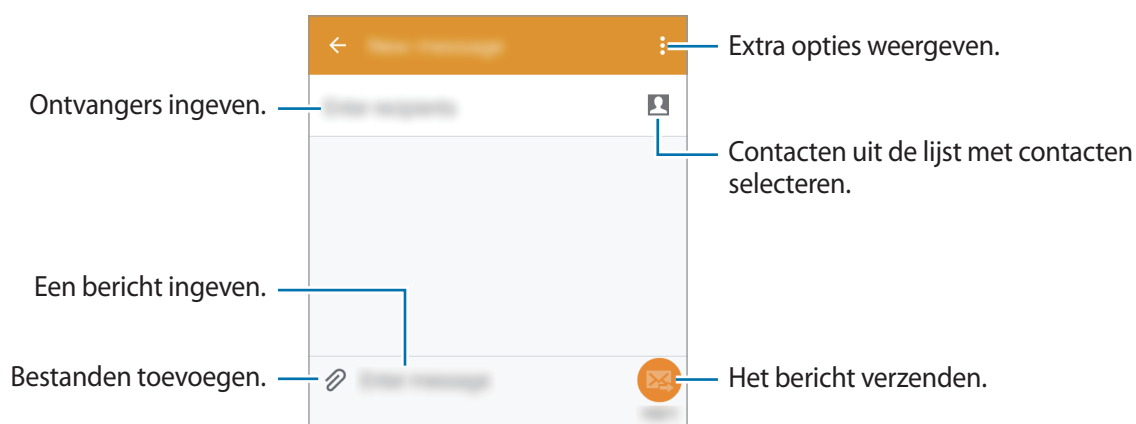 Extra opties weergeven.
Ontvangers ingeven.
Contacten uit de lijst met contacten
selecteren.
Een bericht ingeven.
Bestanden toevoegen.
Het bericht verzenden.